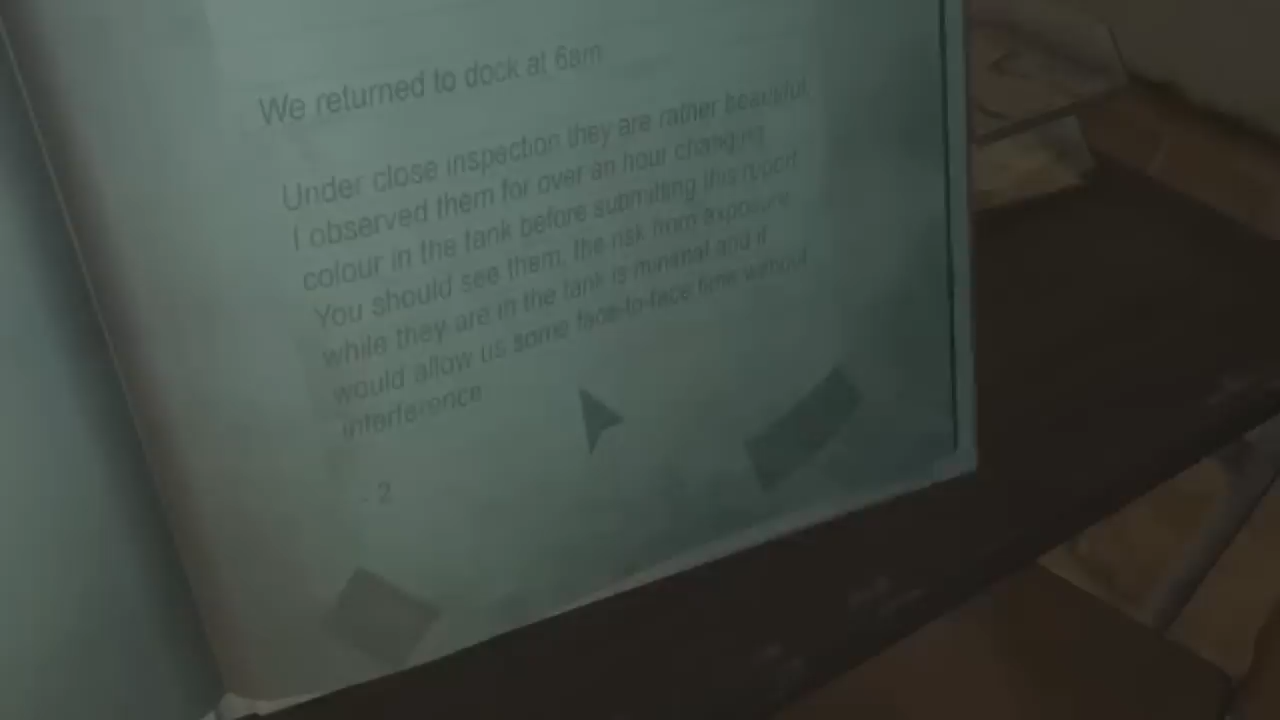 We returned to dock at 6am
Under close inspection they are rather beautiful
I observed them for over an hour changing
colour in the tank before submitting this report
You should see them, the risk from exposure
while they are in the tank is minimal and it
would allow us some face-to-face time without
interference
- 2